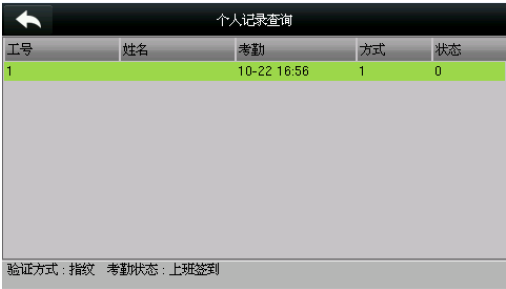 个人记录查询
工号 姓名 考勤 方式 状态
1 10-22 16:56 1 0
验证方式 : 指纹 考勤状态 : 上班签到